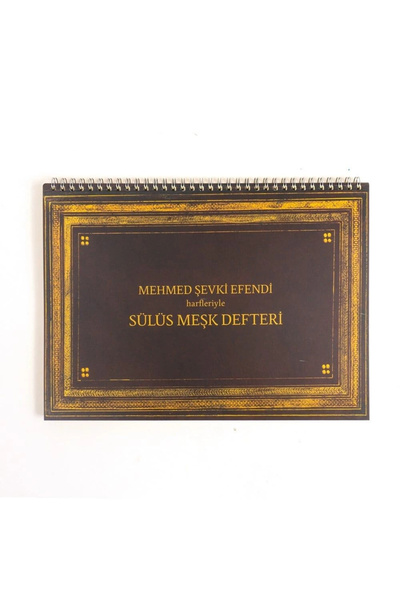 MEHMED ŞEVKİ EFENDİ
harfleriyle
SÜLÜS MEŞK DEFTERİ